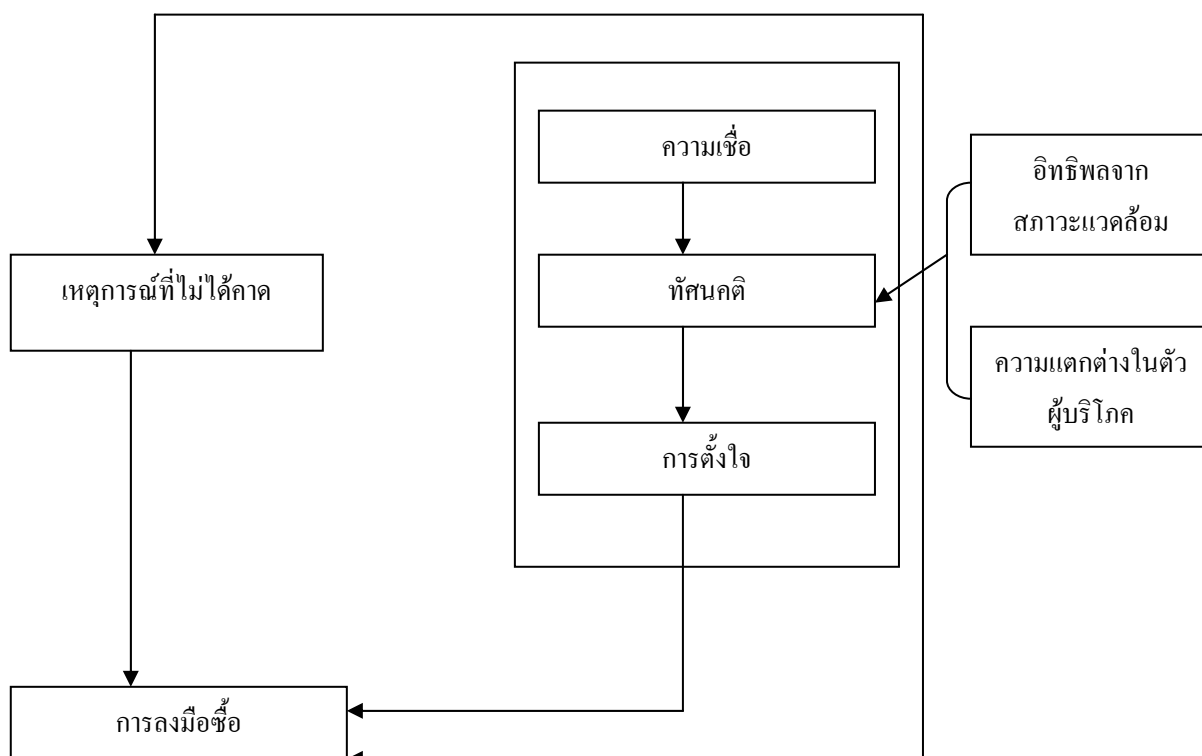 ความเชื่อ
อิทธิพลจาก
สภาวะแวดล้อม
เหตุการณ์ที่ไม่ได้คาด
ทัศนคติ
ความแตกต่างในตัว
ผู้บริโภค
การตั้งใจ
การลงมือซื้อ